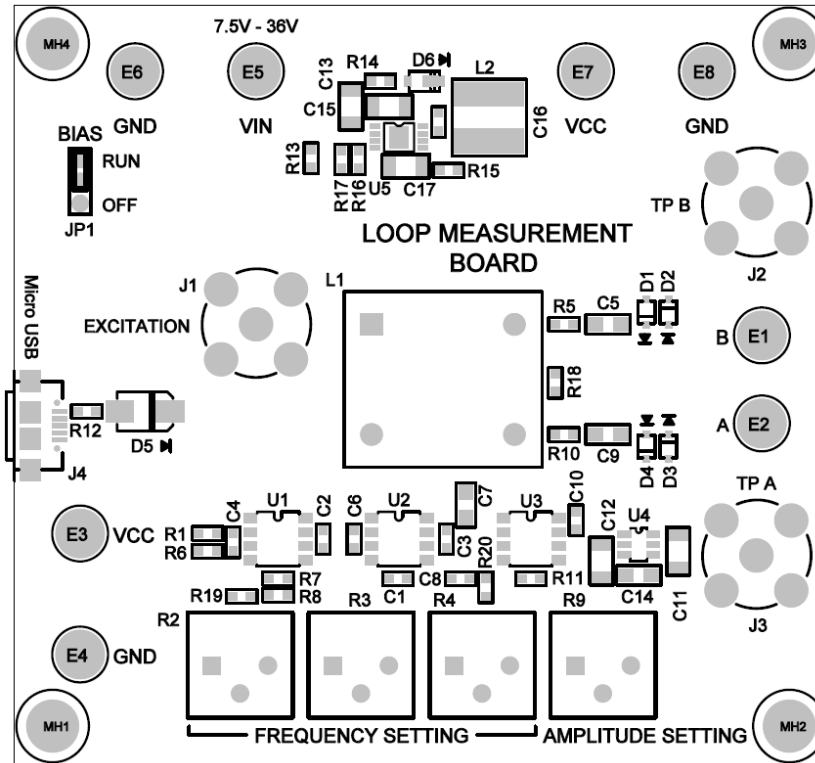 7.5V - 36V
MH4
E6
E5
C13
R14
D6
L2
E7
E8
MH3
C15
C16
GND
VIN
VCC
GND
BIAS
RUN
OFF
JP1
R13
R17
R16
U5
C17
R15
TP B
J2
LOOP MEASUREMENT
BOARD
Micro USB
J1
EXCITATION
L1
R5
C5
D1
D2
B
E1
R18
A
E2
R12
D5
J4
R10
C9
D4
D3
TP A
E3
VCC
R1
R6
C4
U1
C2
C6
U2
C7
C3
R20
U3
C10
C12
U4
C11
R7
R8
R19
C1
C8
R11
C14
J3
R2
R3
R4
R9
E4
GND
MH1
MH2
FREQUENCY SETTING
AMPLITUDE SETTING